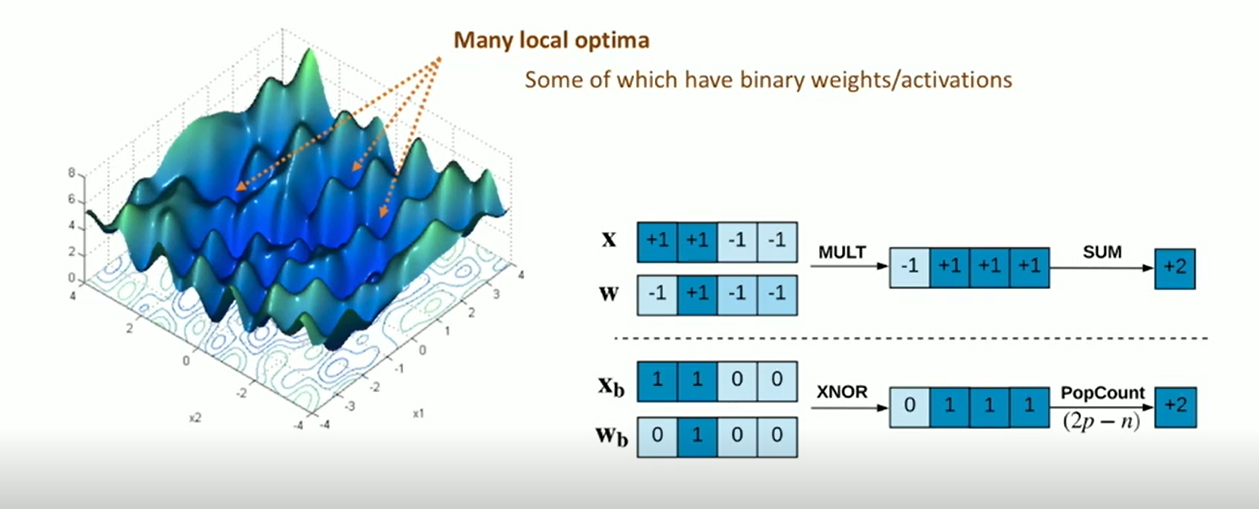 Many local optima
Some of which have binary weights/activations
8
6
4
2
0
4
2
0
-2
-4
x2
-4
-3
-2
-1
0
1
2
3
4
x1
x +1 +1 -1 -1
w -1 +1 -1 -1
MULT
-1 +1 +1 +1
SUM
+2
xb 1 1 0 0
wb 0 1 0 0
XNOR
0 1 1 1
PopCount
(2p − n)
+2